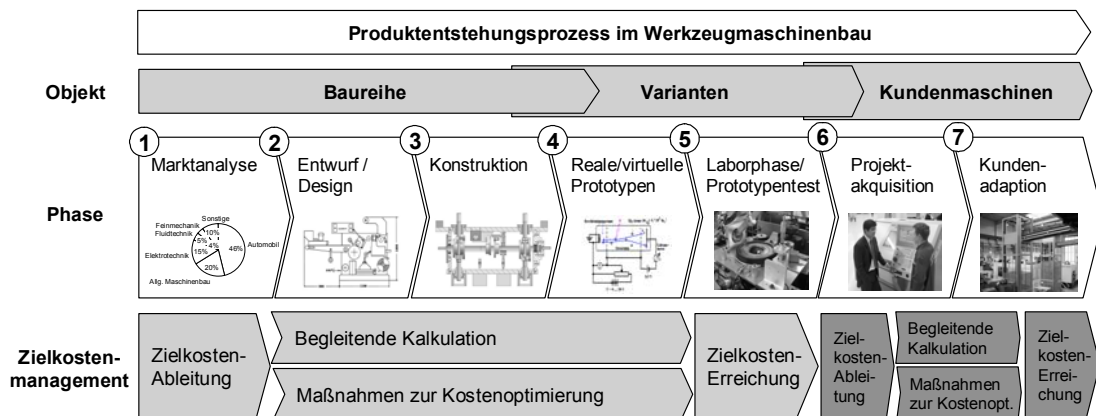 Produktentstehungsprozess im Werkzeugmaschinenbau
Objekt
Baureihe
Varianten
Kundenmaschinen
Phase
1
Marktanalyse
2
Entwurf /
Design
3
Konstruktion
4
Reale/virtuelle
Prototypen
5
Laborphase/
Prototypentest
6
Projekt-
akquisition
7
Kunden-
adaption
Sonstige
Feinmechanik
Fluidtechnik
10%
5%
4%
46%
Automobil
Elektrotechnik
15%
20%
Allg. Maschinenbau
Zielkosten-
management
Zielkosten-
Ableitung
Begleitende Kalkulation
Maßnahmen zur Kostenoptimierung
Zielkosten-
Erreichung
Ziel-
kosten-
Ablei-
tung
Begleitende
Kalkulation
Maßnahmen
zur Kostenopt.
Ziel-
kosten-
Errei-
chung